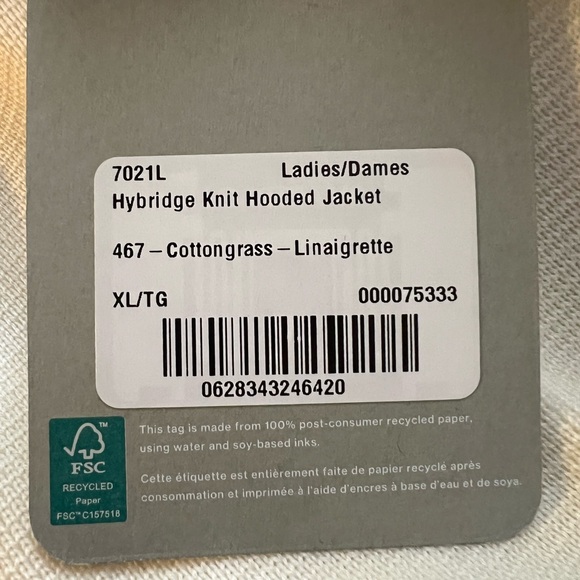 7021L Ladies/Dames
Hybridge Knit Hooded Jacket
467 – Cottongrass – Linaigrette
XL/TG 000075333
0628343246420
This tag is made from 100% post-consumer recycled paper,
using water and soy-based inks.
Cette étiquette est entièrement faite de papier recyclé après
consommation et imprimée à l'aide d'encres à base d'eau et de soya.
™
FSC
RECYCLED
Paper
FSC™ C157518